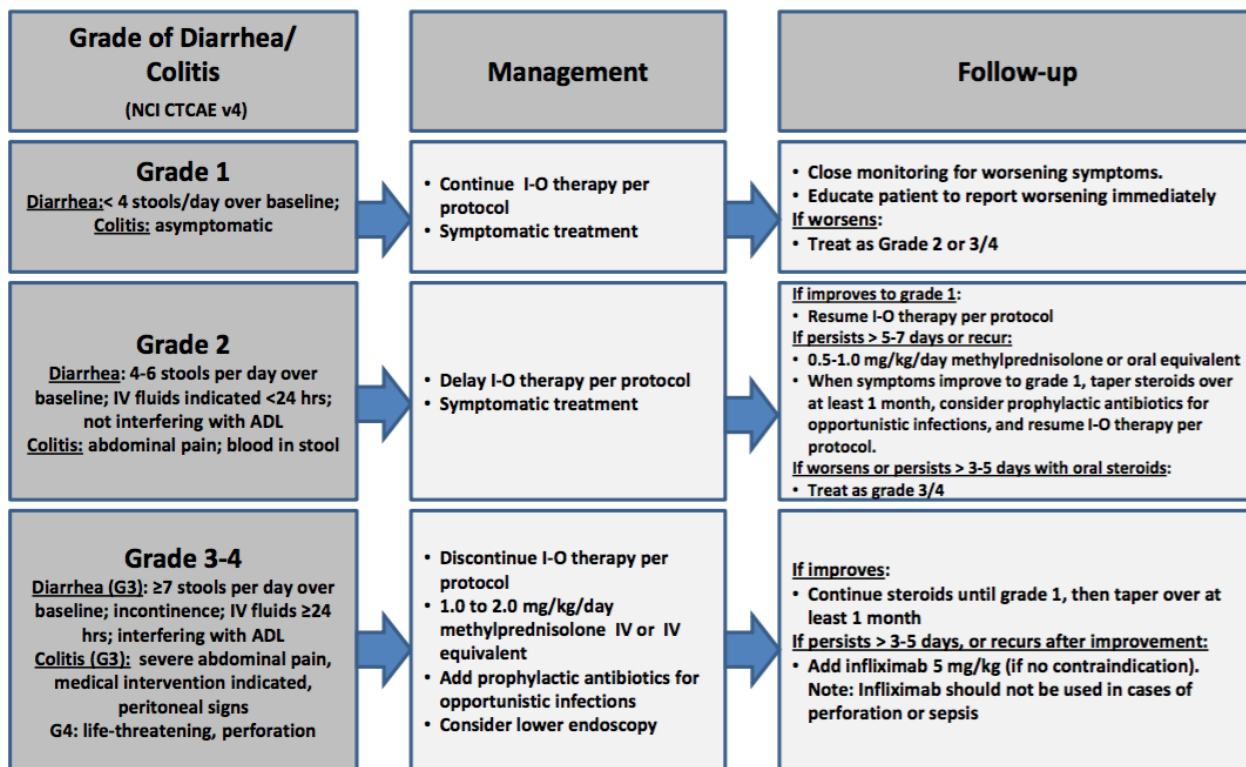 Grade of Diarrhea/
Colitis
(NCI CTCAE v4)
Management
Follow-up
Grade 1
Diarrhea:< 4 stools/day over baseline;
Colitis: asymptomatic
• Continue I-O therapy per
protocol
• Symptomatic treatment
• Close monitoring for worsening symptoms.
• Educate patient to report worsening immediately
If worsens:
• Treat as Grade 2 or 3/4
Grade 2
Diarrhea: 4-6 stools per day over
baseline; IV fluids indicated <24 hrs;
not interfering with ADL
Colitis: abdominal pain; blood in stool
• Delay I-O therapy per protocol
• Symptomatic treatment
If improves to grade 1:
• Resume I-O therapy per protocol
If persists > 5-7 days or recur:
• 0.5-1.0 mg/kg/day methylprednisolone or oral equivalent
• When symptoms improve to grade 1, taper steroids over
at least 1 month, consider prophylactic antibiotics for
opportunistic infections, and resume I-O therapy per
protocol.
If worsens or persists > 3-5 days with oral steroids:
• Treat as grade 3/4
Grade 3-4
Diarrhea (G3): ≥7 stools per day over
baseline; incontinence; IV fluids ≥24
hrs; interfering with ADL
Colitis (G3): severe abdominal pain,
medical intervention indicated,
peritoneal signs
G4: life-threatening, perforation
• Discontinue I-O therapy per
protocol
• 1.0 to 2.0 mg/kg/day
methylprednisolone IV or IV
equivalent
• Add prophylactic antibiotics for
opportunistic infections
• Consider lower endoscopy
If improves:
• Continue steroids until grade 1, then taper over at
least 1 month
If persists > 3-5 days, or recurs after improvement:
• Add infliximab 5 mg/kg (if no contraindication).
Note: Infliximab should not be used in cases of
perforation or sepsis